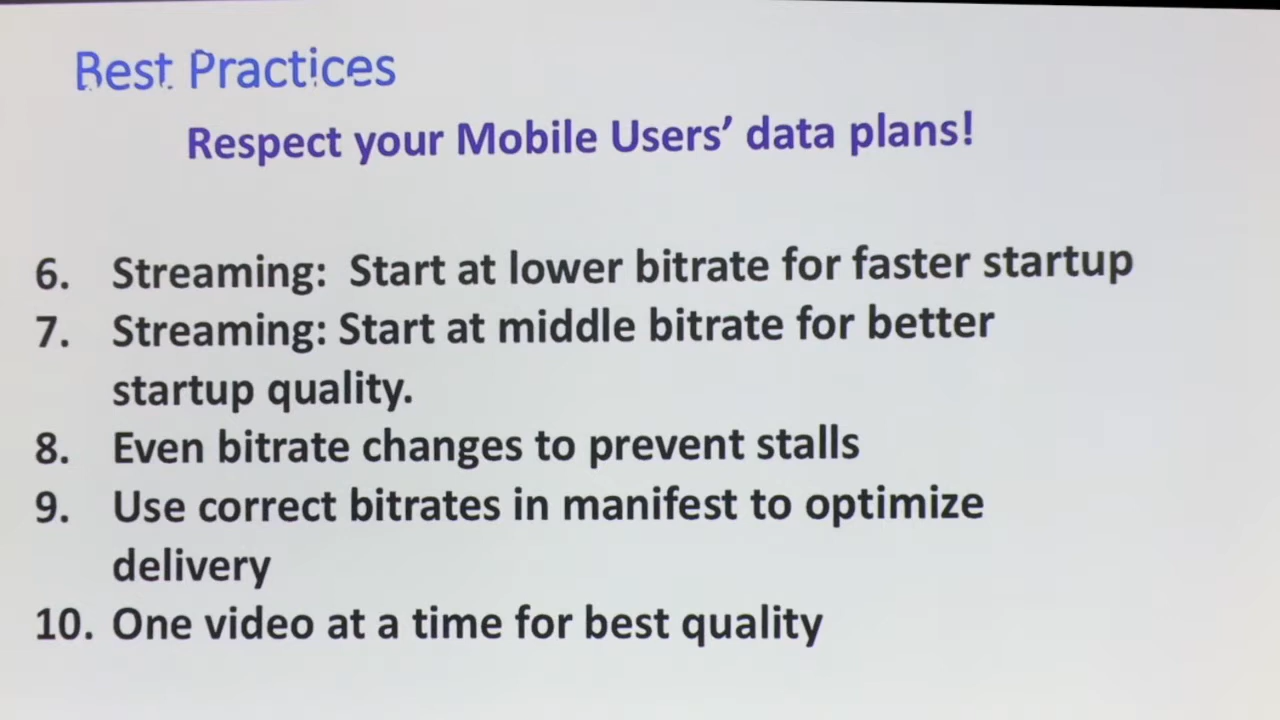 Best Practices
Respect your Mobile Users’ data plans!
6. Streaming: Start at lower bitrate for faster startup
7. Streaming: Start at middle bitrate for better
startup quality.
8. Even bitrate changes to prevent stalls
9. Use correct bitrates in manifest to optimize
delivery
10. One video at a time for best quality